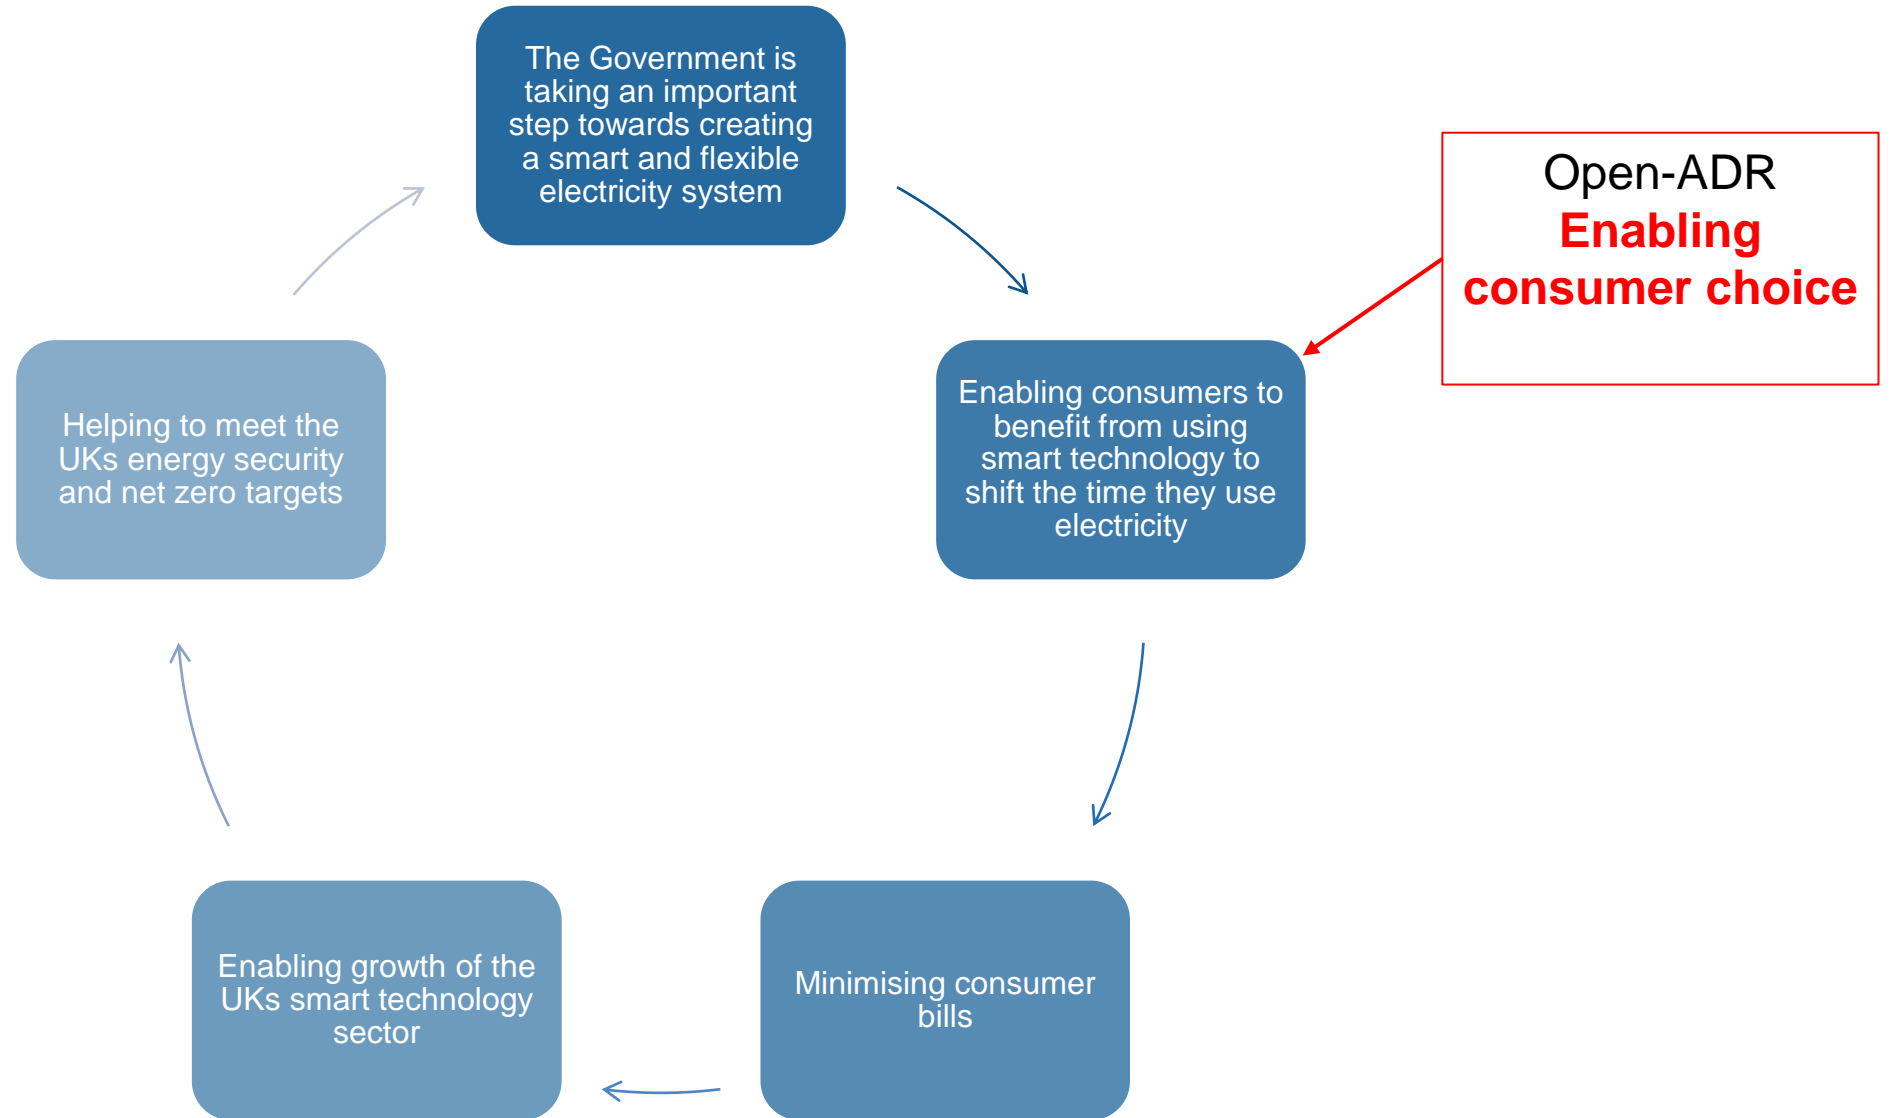 The Government is
taking an important
step towards creating
a smart and flexible
electricity system
Open-ADR
Enabling
consumer choice
Enabling consumers to
benefit from using
smart technology to
shift the time they use
electricity
Minimising consumer
bills
Enabling growth of the
UKs smart technology
sector
Helping to meet the
UKs energy security
and net zero targets